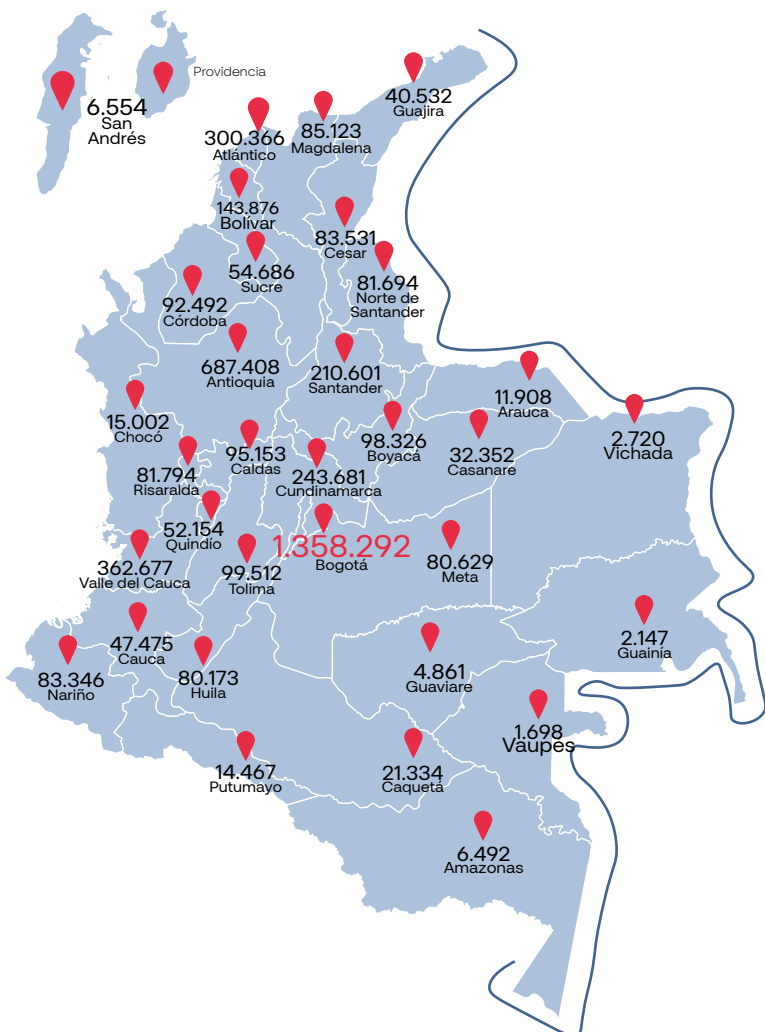 Providencia
6.554
San
Andrés
40.532
Guajira
300.366
Atlántico
85.123
Magdalena
143.876
Bolívar
83.531
Cesar
54.686
Sucre
81.694
Norte de
Santander
92.492
Córdoba
687.408
Antioquia
210.601
Santander
11.908
Arauca
15.002
Chocó
95.153
Caldas
98.326
Boyacá
32.352
Casanare
2.720
Vichada
81.794
Risaralda
243.681
Cundinamarca
52.154
Quindío
1.358.292
Bogotá
362.677
Valle del Cauca
99.512
Tolima
80.629
Meta
47.475
Cauca
2.147
Guainía
83.346
Nariño
80.173
Huila
4.861
Guaviare
1.698
Vaupés
14.467
Putumayo
21.334
Caquetá
6.492
Amazonas